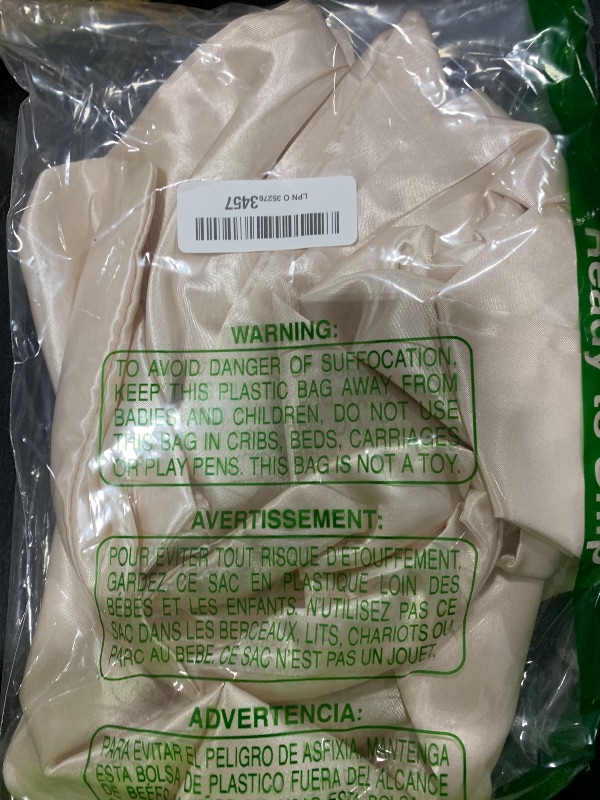 LPN O 352763457
WARNING:
TO AVOID DANGER OF SUFFOCATION,
KEEP THIS PLASTIC BAG AWAY FROM
BABIES AND CHILDREN, DO NOT USE
THIS BAG IN CRIBS, BEDS, CARRIAGES
OR PLAY PENS. THIS BAG IS NOT A TOY.
AVERTISSEMENT:
POUR ÉVITER TOUT RISQUE D'ETOUFFEMENT,
GARDEZ CE SAC EN PLASTIQUE LOIN DES
BÉBÉS ET LES ENFANTS, N'UTILISEZ PAS CE
SAC DANS LES BERCEAUX, LITS, CHARIOTS OU
PARC AU BEBE. CE SAC N'EST PAS UN JOUET.
ADVERTENCIA:
PARA EVITAR EL PELIGRO DE ASFIXIA, MANTENGA
ESTA BOLSA DE PLASTICO FUERA DEL ALCANCE
DE
Ready to Ship